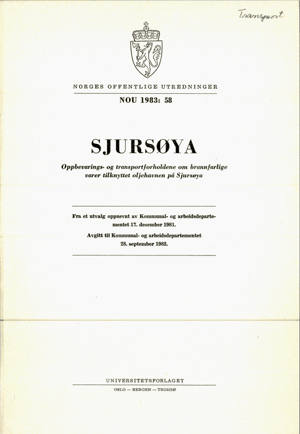 Transport
NORGES OFFENTLIGE UTREDNINGER
NOU 1983: 58
SJURSØYA
Oppbevarings- og transportforholdene om brannfarlige
varer tilknyttet oljehavnen på Sjursøya
Fra et utvalg oppnevnt av Kommunal- og arbeidsdeparte-
mentet 17. desember 1981.
Avgitt til Kommunal- og arbeidsdepartementet
28. september 1983.
UNIVERSITETSFORLAGET
OSLO – BERGEN – TROMSØ